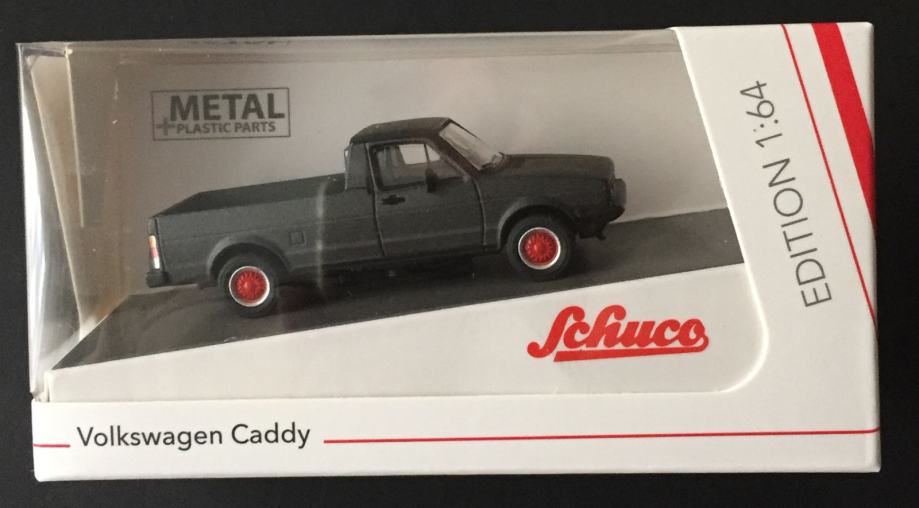 METAL
+PLASTIC PARTS
EDITION 1:64
Schuco
Volkswagen Caddy